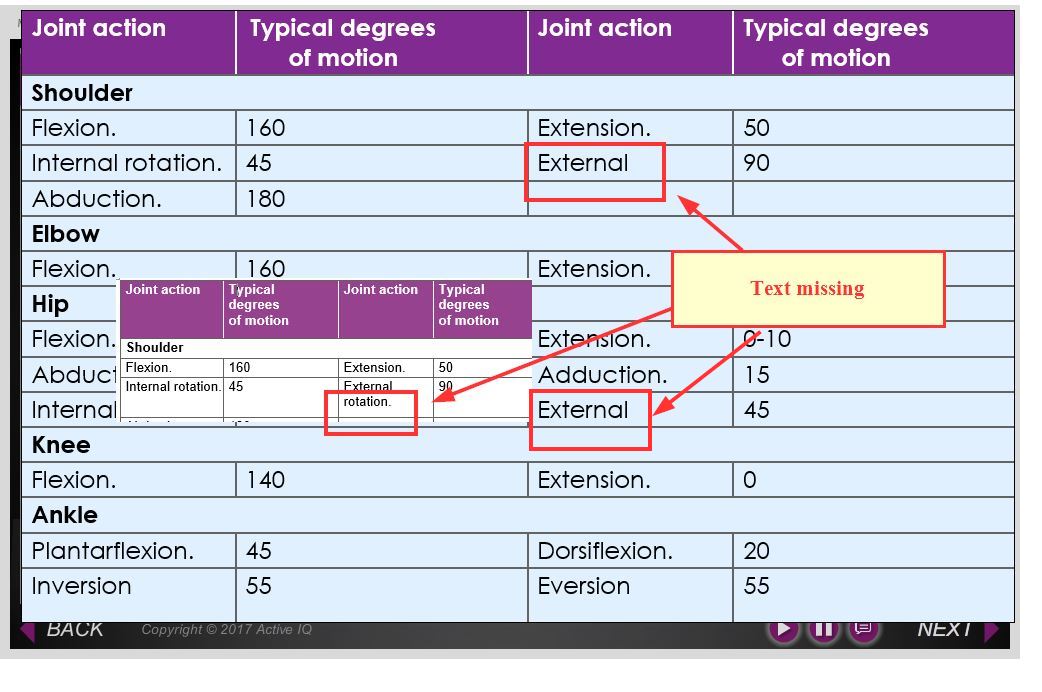 Joint action Typical degrees of motion Joint action Typical degrees of motion
Shoulder
Flexion. 160 Extension. 50
Internal rotation. 45 External 90
Abduction. 180
Elbow
Flexion. 160 Extension.
Hip
Flexion. Extension. 0-10
Abduct Adduction. 15
Internal External 45
Knee
Flexion. 140 Extension. 0
Ankle
Plantarflexion. 45 Dorsiflexion. 20
Inversion 55 Eversion 55
Joint action Typical degrees of motion Joint action Typical degrees of motion
Shoulder
Flexion. 160 Extension. 50
Internal rotation. 45 External rotation. 90
Text missing
BACK Copyright © 2017 Active IQ NEXT